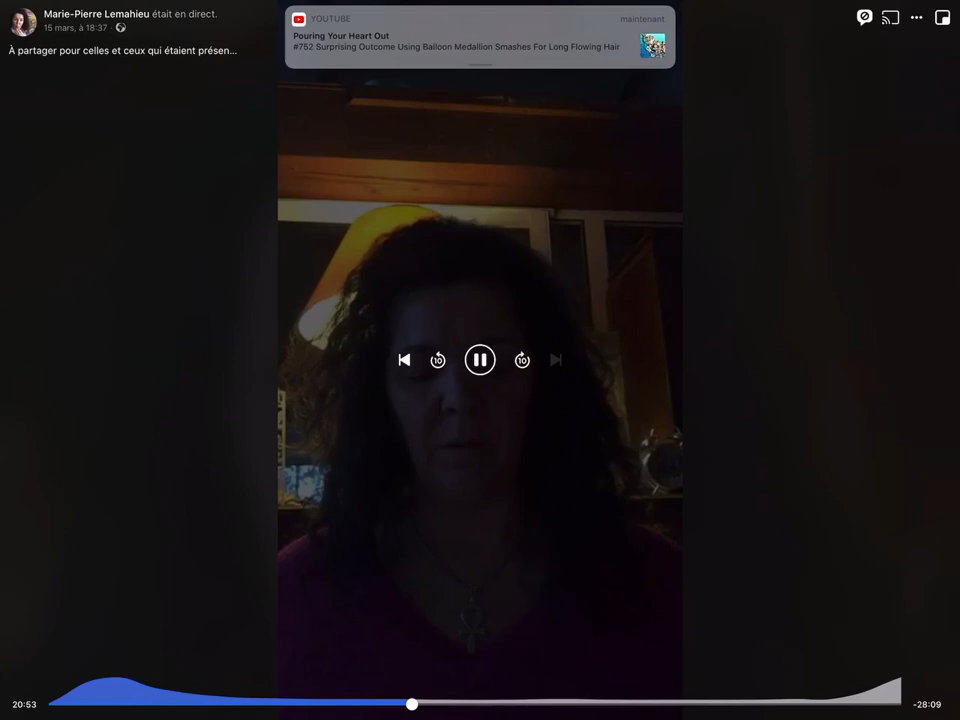 Marie-Pierre Lemahieu était en direct.
15 mars, à 18:37 ·
À partager pour celles et ceux qui étaient présen...
YOUTUBE
maintenant
Pouring Your Heart Out
#752 Surprising Outcome Using Balloon Medallion Smashes For Long Flowing Hair
10
10
20:53
-28:09